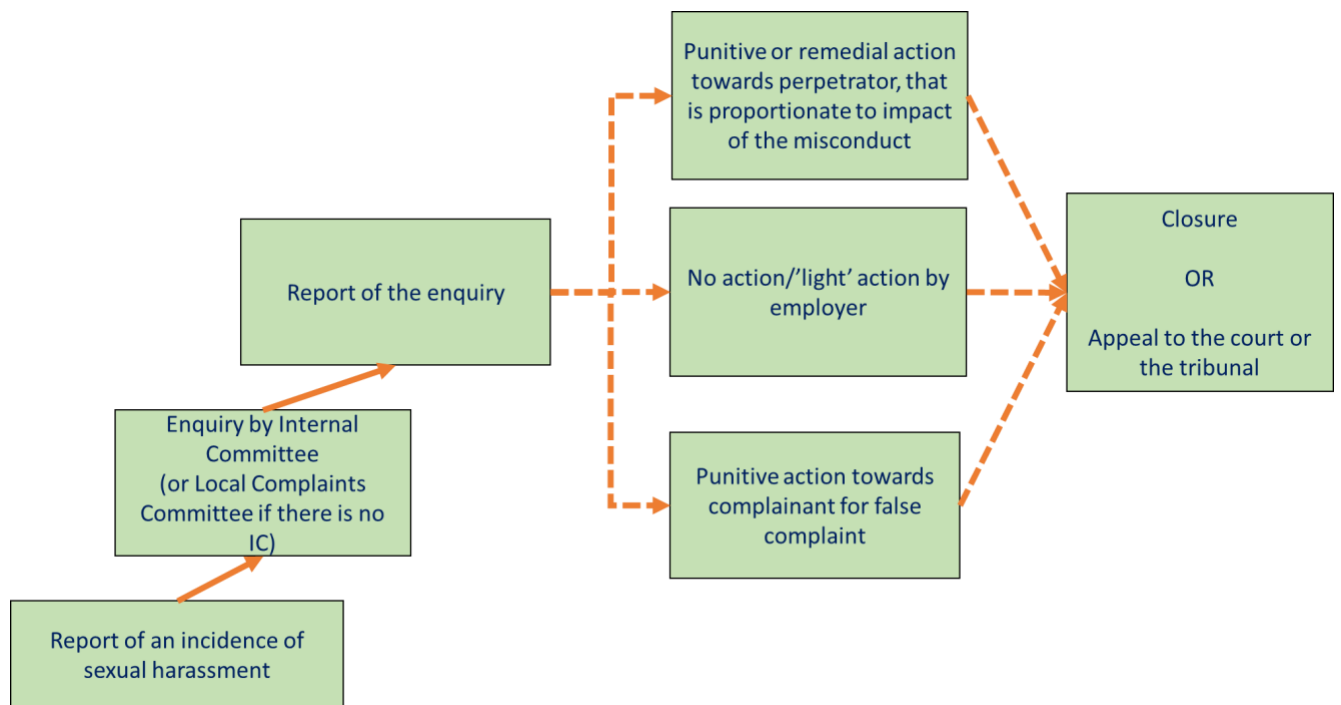 Punitive or remedial action
towards perpetrator, that
is proportionate to impact
of the misconduct
Closure
OR
Appeal to the court or
the tribunal
No action/’light’ action by
employer
Report of the enquiry
Enquiry by Internal
Committee
(or Local Complaints
Committee if there is no
IC)
Punitive action towards
complainant for false
complaint
Report of an incidence of
sexual harassment